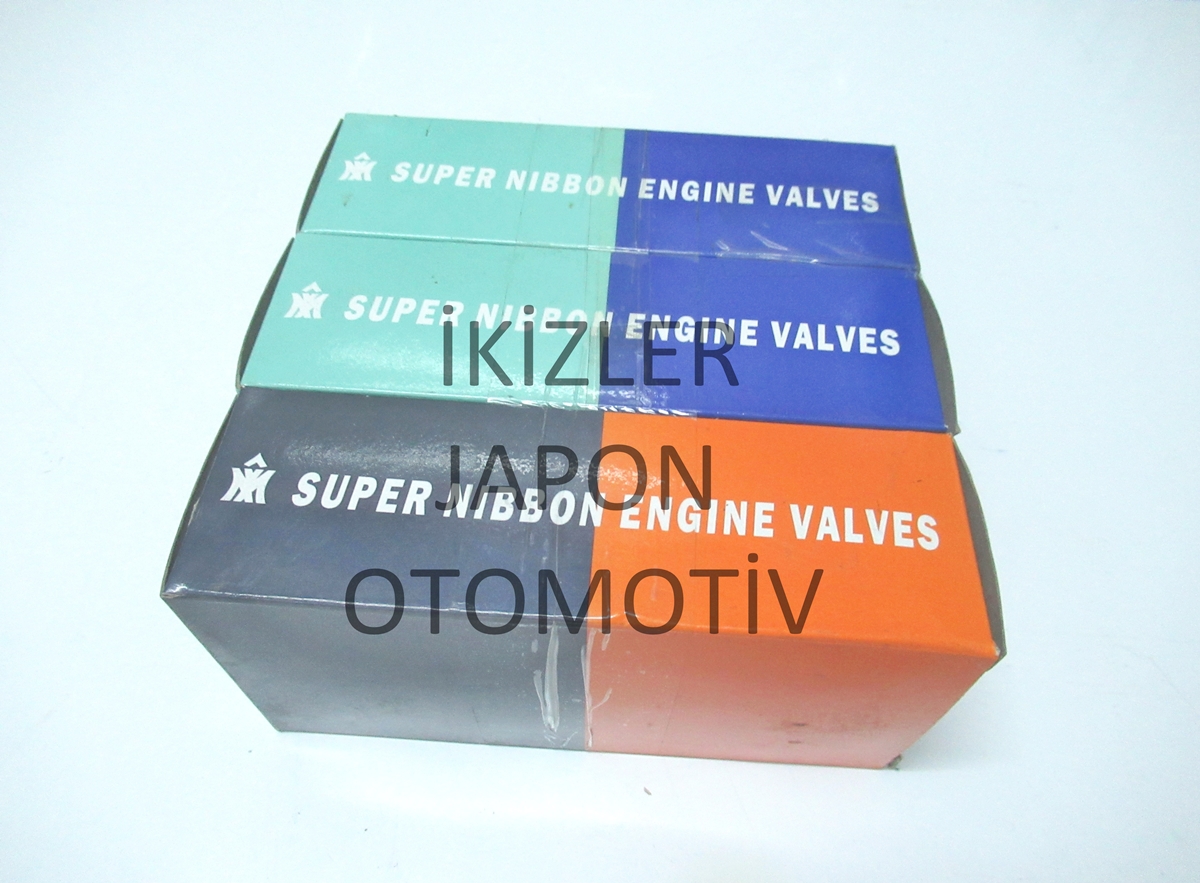 SUPER NIBBON ENGINE VALVES
SUPER NIBBON ENGINE VALVES
SUPER NIBBON ENGINE VALVES
İKİZLER
JAPON
OTOMOTİV